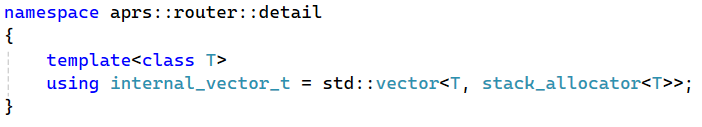 namespace aprs::router::detail
{
    template<class T>
    using internal_vector_t = std::vector<T, stack_allocator<T>>;
}